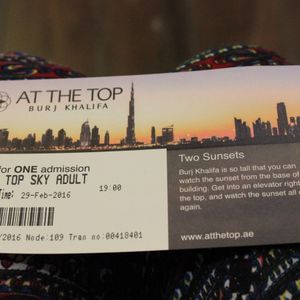 AT THE TOP
BURJ KHALIFA
for ONE admission
TOP SKY ADULT
19:00
Time: 29-Feb-2016
/2016 Node:109 Tran no:00418401
Two Sunsets
Burj Khalifa is so tall that you can
watch the sunset from the base of
building. Get into an elevator right
the top, and watch the sunset all
again.
www.atthetop.ae